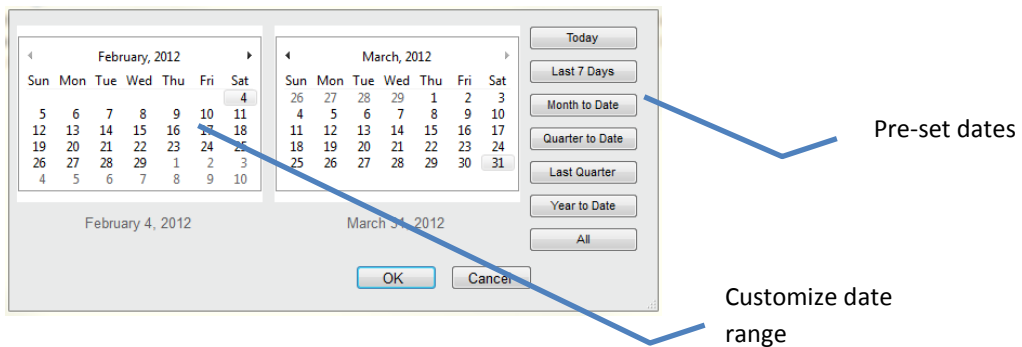 February, 2012
Sun Mon Tue Wed Thu Fri Sat
4
5 6 7 8 9 10 11
12 13 14 15 16 17 18
19 20 21 22 23 24 25
26 27 28 29 1 2 3
4 5 6 7 8 9 10
February 4, 2012
March, 2012
Sun Mon Tue Wed Thu Fri Sat
26 27 28 29 1 2 3
4 5 6 7 8 9 10
11 12 13 14 15 16 17
18 19 20 21 22 23 24
25 26 27 28 29 30 31
March 31, 2012
Today
Last 7 Days
Month to Date
Quarter to Date
Last Quarter
Year to Date
All
OK Cancel
Pre-set dates
Customize date
range